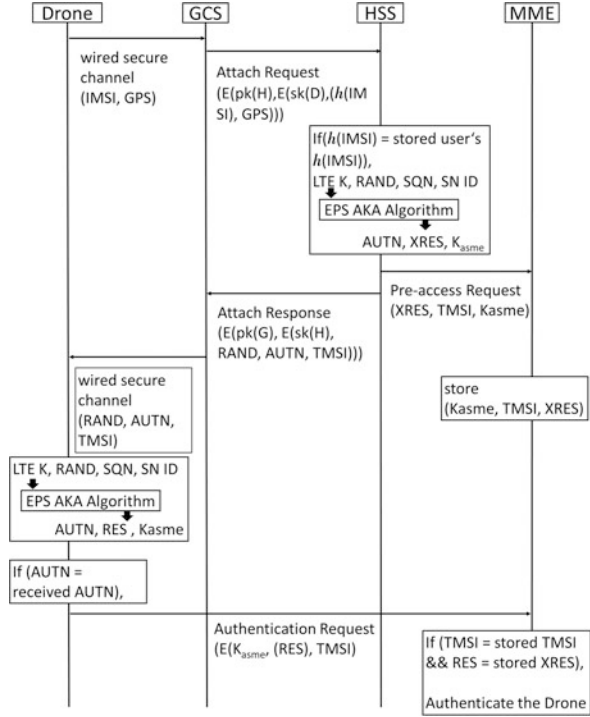 Drone
GCS
HSS
MME
wired secure
channel
(IMSI, GPS)
Attach Request
(E(pk(H),E(sk(D),(h(IM
SI), GPS)))
If(h(IMSI) = stored user's
h(IMSI)),
LTE K, RAND, SQN, SN ID
EPS AKA Algorithm
AUTN, XRES, Kasme
Pre-access Request
(XRES, TMSI, Kasme)
Attach Response
(E(pk(G), E(sk(H),
RAND, AUTN, TMSI)))
wired secure
channel
(RAND, AUTN,
TMSI)
store
(Kasme, TMSI, XRES)
LTE K, RAND, SQN, SN ID
EPS AKA Algorithm
AUTN, RES , Kasme
If (AUTN =
received AUTN),
Authentication Request
(E(Kasme, (RES), TMSI)
If (TMSI = stored TMSI
&& RES = stored XRES),
Authenticate the Drone